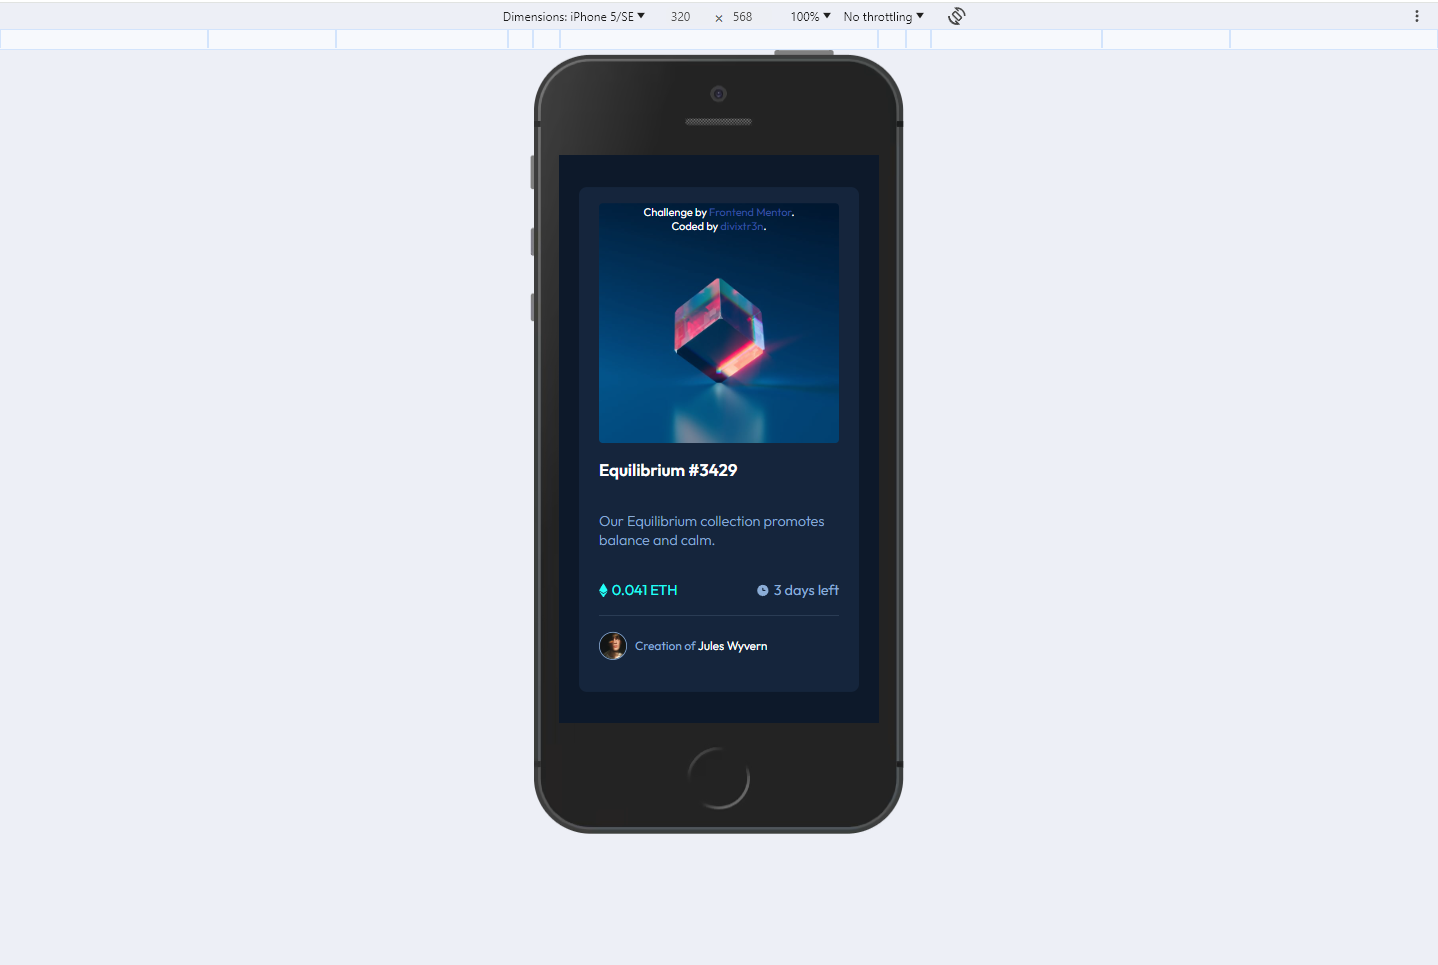 Dimensions: iPhone 5/SE 320 × 568 100% No throttling
Challenge by Frontend Mentor.
Coded by divixtr3n.
Equilibrium #3429
Our Equilibrium collection promotes
balance and calm.
0.041 ETH 3 days left
Creation of Jules Wyvern